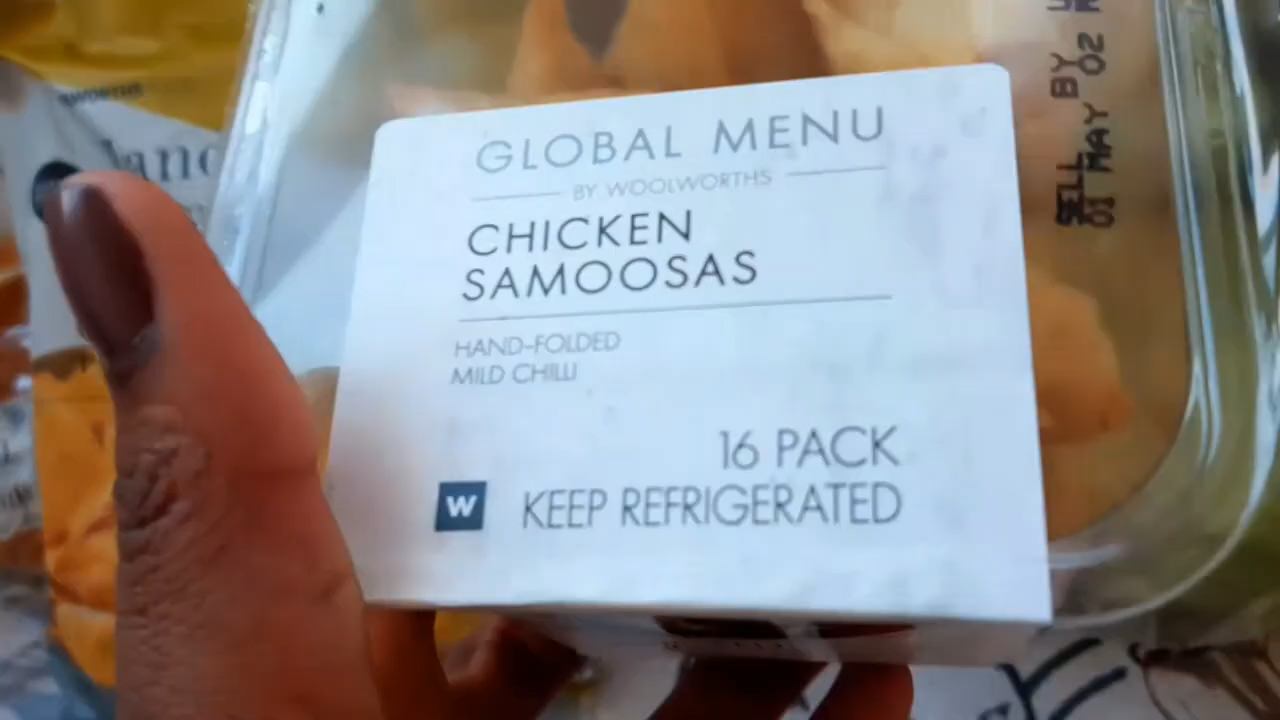 GLOBAL MENU
BY WOOLWORTHS
CHICKEN
SAMOOSAS
HAND-FOLDED
MILD CHILLI
16 PACK
W
KEEP REFRIGERATED
SELL BY
01 MAY 02